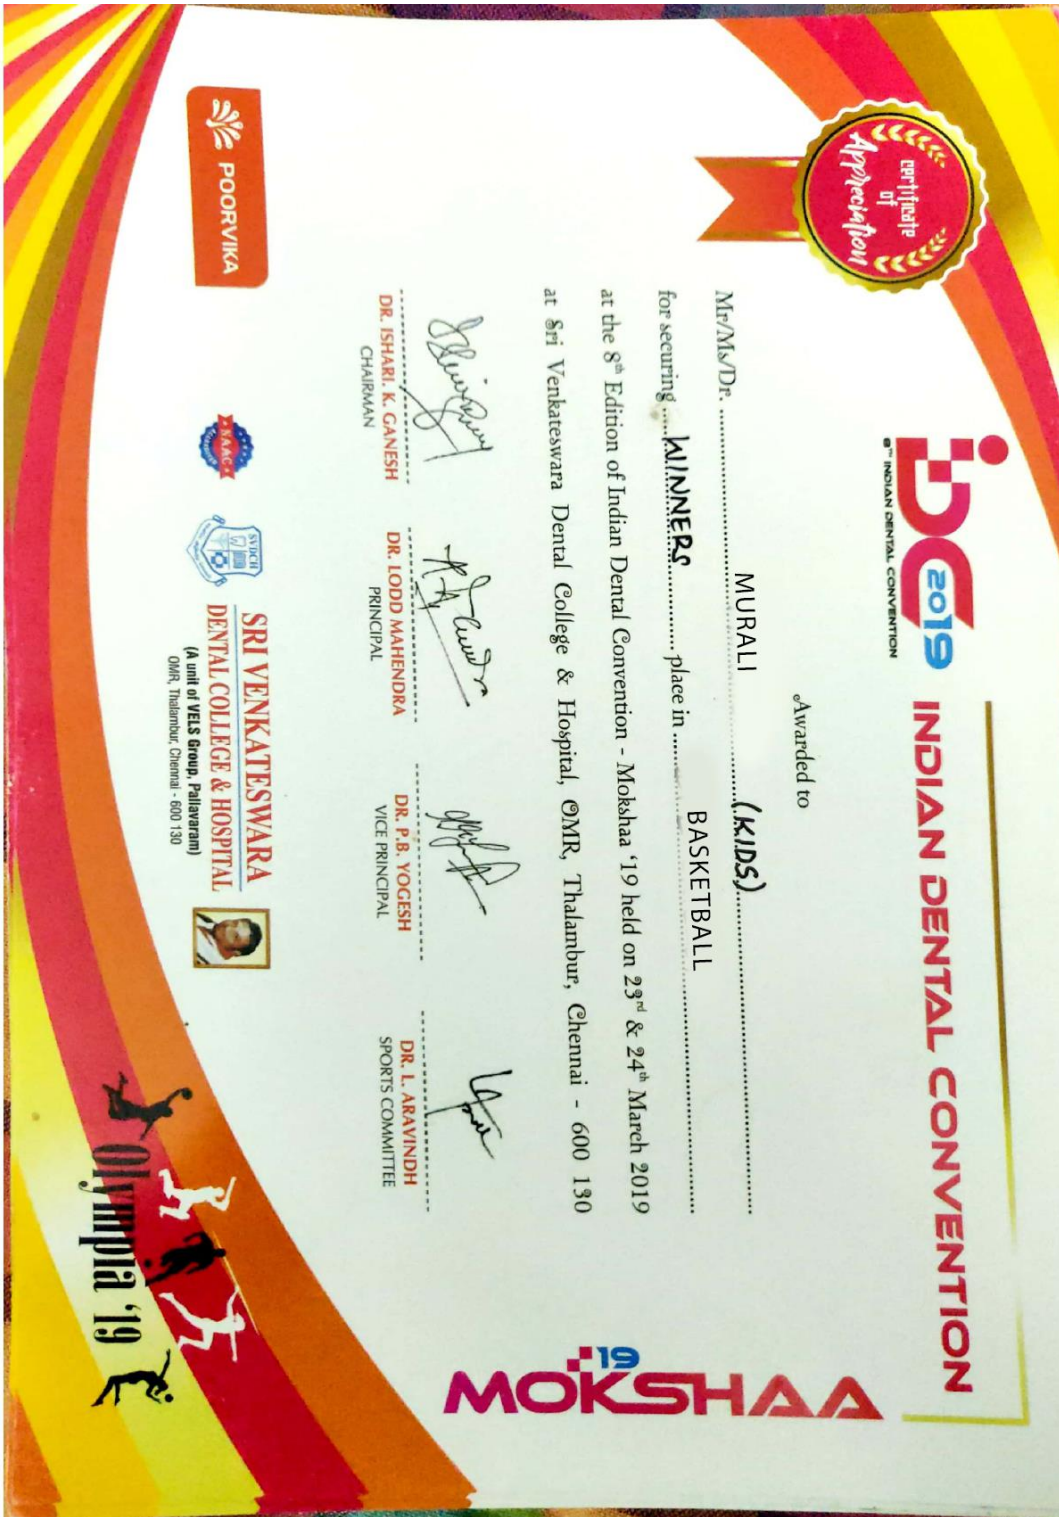 certificate
of
Appreciation
iDC 2019
8TH INDIAN DENTAL CONVENTION
INDIAN DENTAL CONVENTION
19
MOKSHAA
Awarded to
Mr/Ms/Dr. MURALI (KIDS)
for securing WINNERS place in BASKETBALL
at the 8th Edition of Indian Dental Convention - Mokshaa '19 held on 23rd & 24th March 2019
at Sri Venkateswara Dental College & Hospital, OMR, Thalambur, Chennai - 600 130
DR. ISHARI. K. GANESH
CHAIRMAN
DR. LODD MAHENDRA
PRINCIPAL
DR. P.B. YOGESH
VICE PRINCIPAL
DR. L. ARAVINDH
SPORTS COMMITTEE
POORVIKA
NAAC
SVDCH
SRI VENKATESWARA
DENTAL COLLEGE & HOSPITAL
(A unit of VELS Group, Pallavaram)
OMR, Thalambur, Chennai - 600 130
Olympia '19